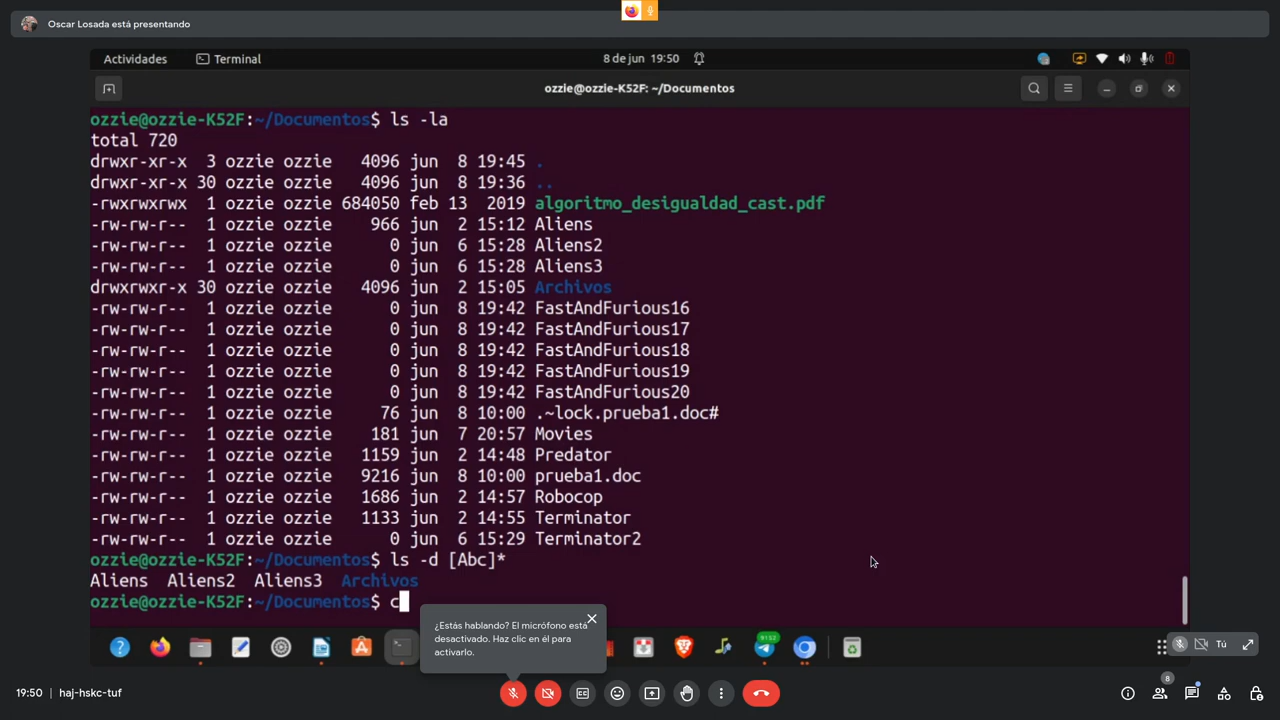 Oscar Losada está presentando
Actividades Terminal 8 de jun 19:50
ozzie@ozzie-K52F: ~/Documentos
ozzie@ozzie-K52F:~/Documentos$ ls -la
total 720
drwxr-xr-x 3 ozzie ozzie 4096 jun 8 19:45 .
drwxr-xr-x 30 ozzie ozzie 4096 jun 8 19:36 ..
-rwxrwxrwx 1 ozzie ozzie 684050 feb 13 2019 algoritmo_desigualdad_cast.pdf
-rw-rw-r-- 1 ozzie ozzie 966 jun 2 15:12 Aliens
-rw-rw-r-- 1 ozzie ozzie 0 jun 6 15:28 Aliens2
-rw-rw-r-- 1 ozzie ozzie 0 jun 6 15:28 Aliens3
drwxrwxr-x 30 ozzie ozzie 4096 jun 2 15:05 Archivos
-rw-rw-r-- 1 ozzie ozzie 0 jun 8 19:42 FastAndFurious16
-rw-rw-r-- 1 ozzie ozzie 0 jun 8 19:42 FastAndFurious17
-rw-rw-r-- 1 ozzie ozzie 0 jun 8 19:42 FastAndFurious18
-rw-rw-r-- 1 ozzie ozzie 0 jun 8 19:42 FastAndFurious19
-rw-rw-r-- 1 ozzie ozzie 0 jun 8 19:42 FastAndFurious20
-rw-rw-r-- 1 ozzie ozzie 76 jun 8 10:00 .~lock.prueba1.doc#
-rw-rw-r-- 1 ozzie ozzie 181 jun 7 20:57 Movies
-rw-rw-r-- 1 ozzie ozzie 1159 jun 2 14:48 Predator
-rw-rw-r-- 1 ozzie ozzie 9216 jun 8 10:00 prueba1.doc
-rw-rw-r-- 1 ozzie ozzie 1686 jun 2 14:57 Robocop
-rw-rw-r-- 1 ozzie ozzie 1133 jun 2 14:55 Terminator
-rw-rw-r-- 1 ozzie ozzie 0 jun 6 15:29 Terminator2
ozzie@ozzie-K52F:~/Documentos$ ls -d [Abc]*
Aliens Aliens2 Aliens3 Archivos
ozzie@ozzie-K52F:~/Documentos$ c
¿Estás hablando? El micrófono está
desactivado. Haz clic en él para
activarlo.
9132
Tú
19:50 haj-hskc-tuf
8